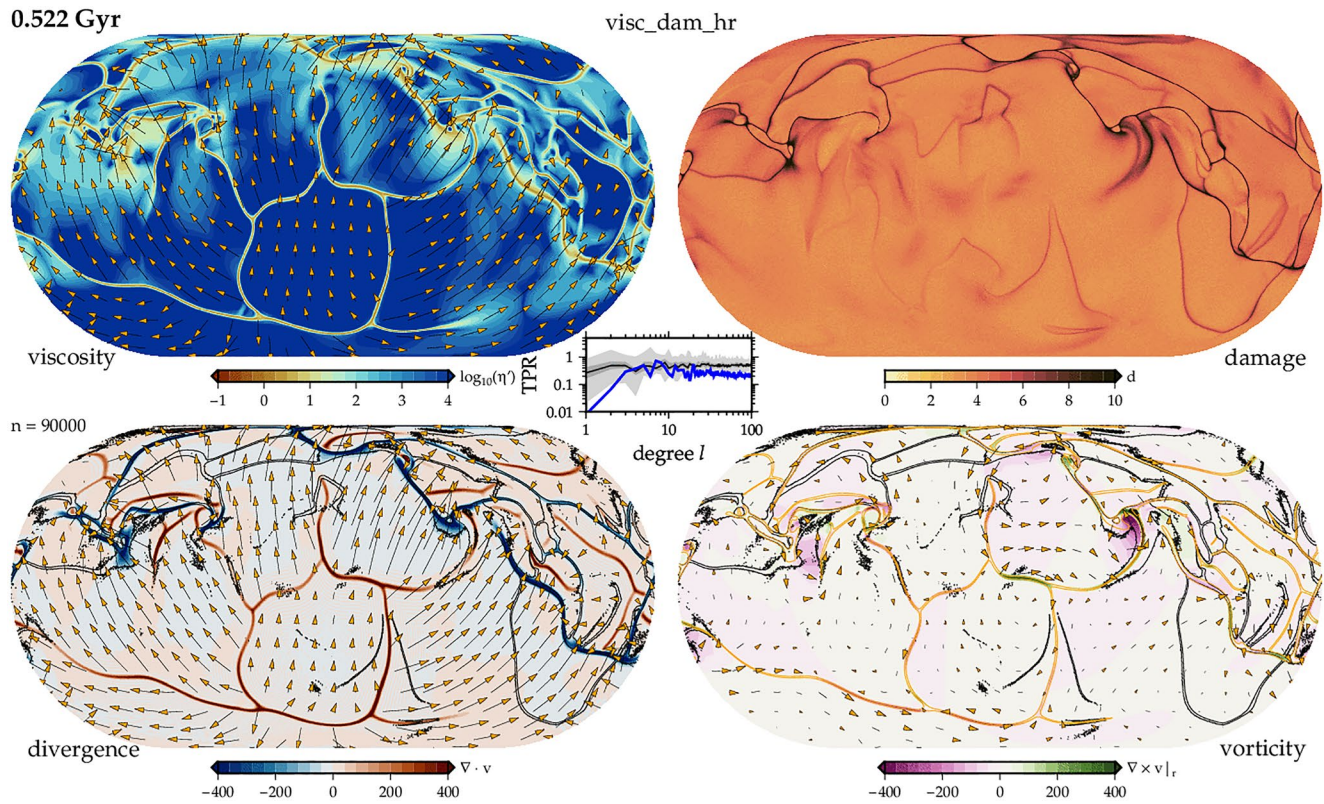 0.522 Gyr
visc_dam_hr
viscosity
damage
log₁₀(η′)
−1 0 1 2 3 4
TPR
1
0.1
0.01
1 10 100
degree l
d
0 2 4 6 8 10
n = 90000
divergence
vorticity
∇ · v
−400 −200 0 200 400
∇ × v|ᵣ
−400 −200 0 200 400